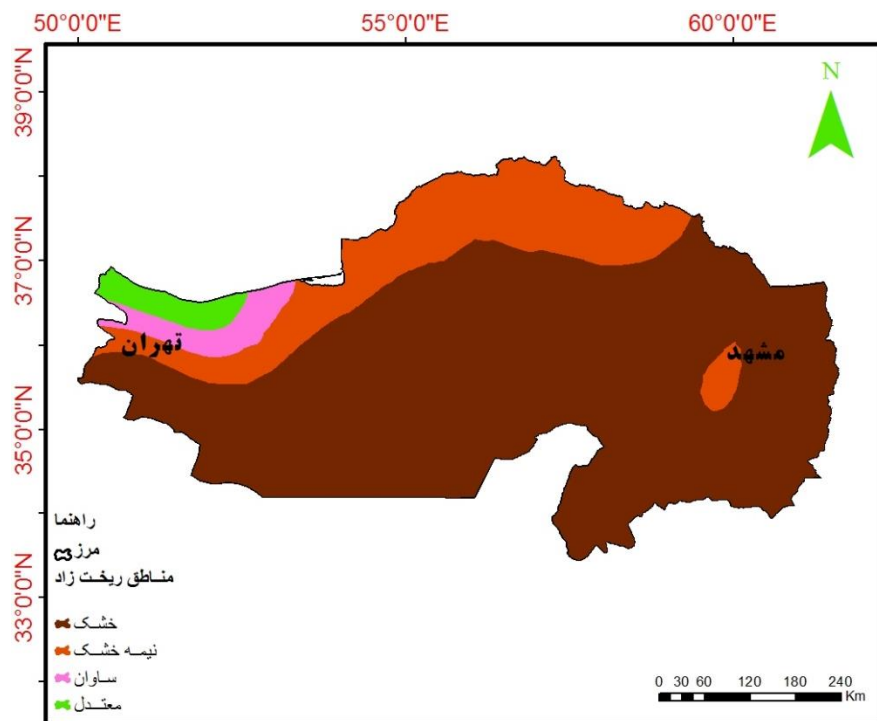 50°0'0"E 55°0'0"E 60°0'0"E
N
39°0'0"N
37°0'0"N
35°0'0"N
33°0'0"N
تهران
مشهد
راهنما
مرز
مناطق ریخت زاد
خشک
نیمه خشک
ساوان
معتدل
0 30 60 120 180 240
Km